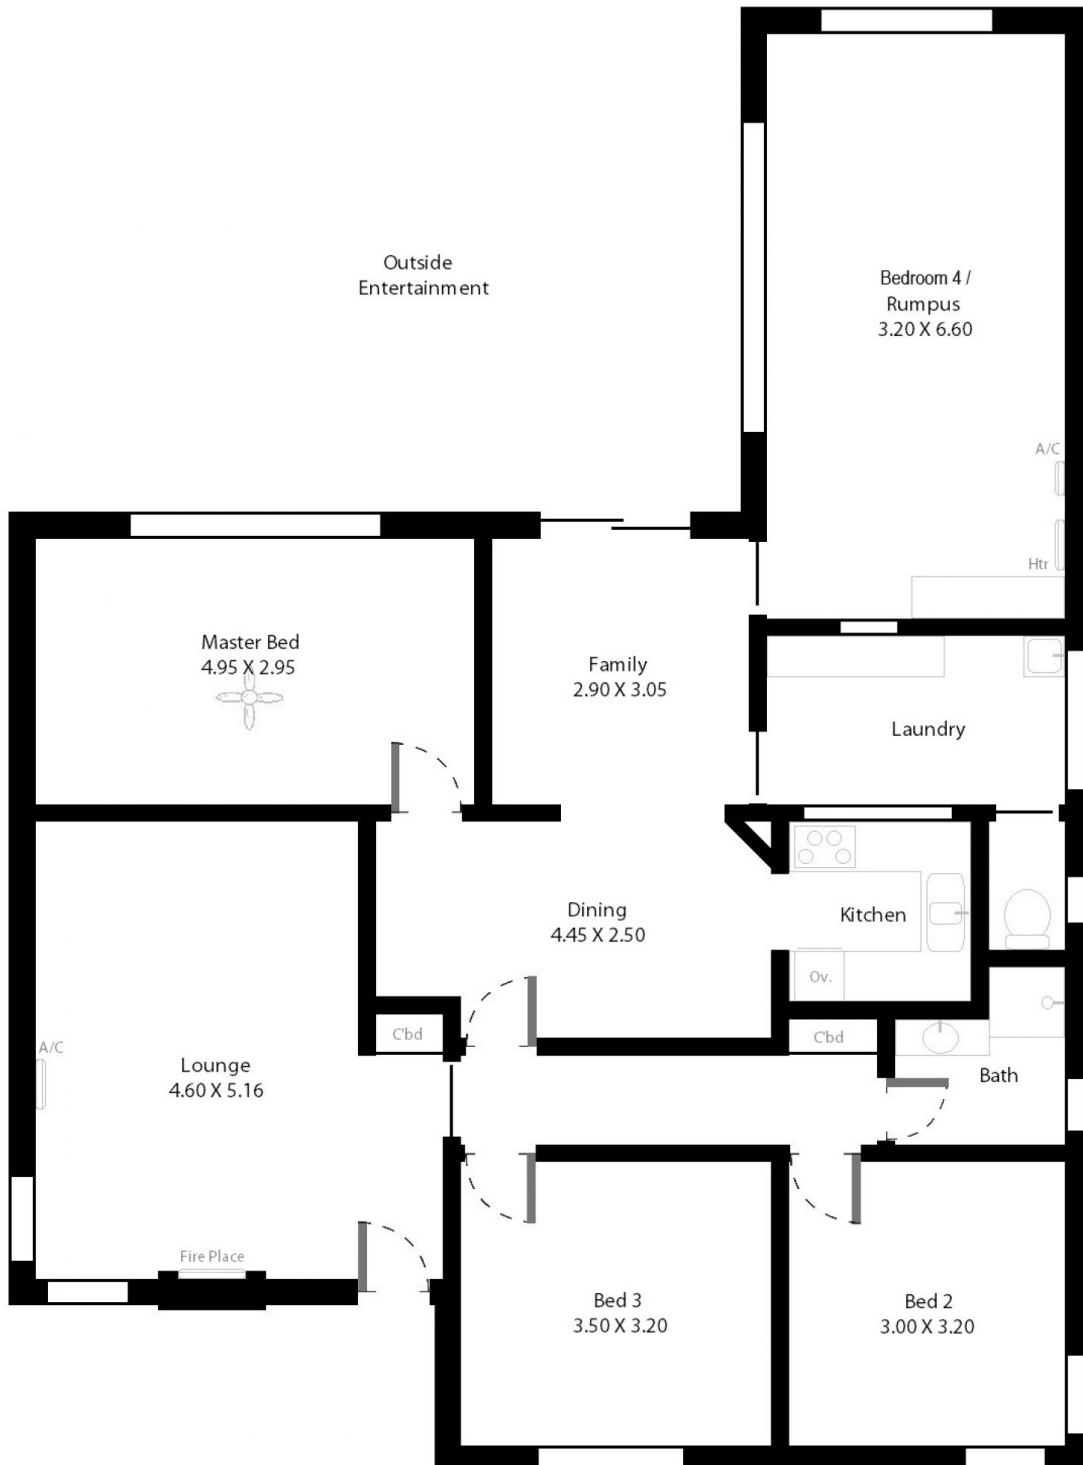 Outside
Entertainment
Bedroom 4 /
Rumpus
3.20 X 6.60
A/C
Htr
Master Bed
4.95 X 2.95
Family
2.90 X 3.05
Laundry
Dining
4.45 X 2.50
Kitchen
Ov.
C'bd
C'bd
A/C
Lounge
4.60 X 5.16
Bath
Fire Place
Bed 3
3.50 X 3.20
Bed 2
3.00 X 3.20